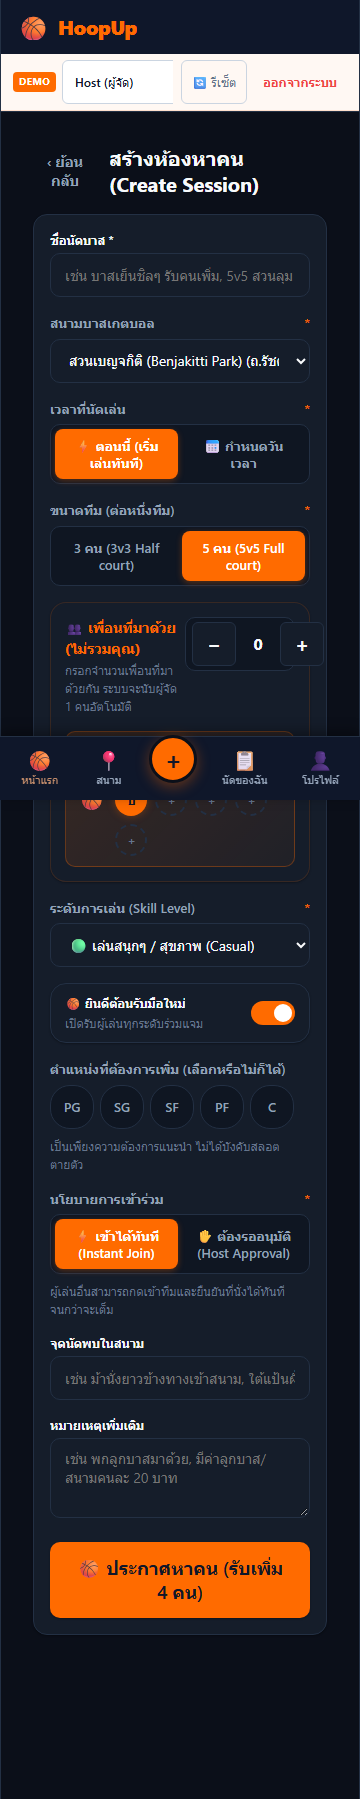 HoopUp
DEMO
Host (ผู้จัด)
รีเซ็ต
ออกจากระบบ
‹ ย้อน
กลับ
สร้างห้องหาคน
(Create Session)
ชื่อนัดบาส *
เช่น บาสเย็นชิลๆ รับคนเพิ่ม, 5v5 สวนลุม
สนามบาสเกตบอล *
สวนเบญจกิติ (Benjakitti Park) (ถ.รัช
เวลาที่นัดเล่น *
ตอนนี้ (เริ่ม
เล่นทันที)
กำหนดวัน
เวลา
ขนาดทีม (ต่อหนึ่งทีม) *
3 คน (3v3 Half
court)
5 คน (5v5 Full
court)
เพื่อนที่มาด้วย
(ไม่รวมคุณ)
− 0 +
กรอกจำนวนเพื่อนที่มา
ด้วยกัน ระบบจะนับผู้จัด
1 คนอัตโนมัติ
หน้าแรก
สนาม
+
นัดของฉัน
โปรไฟล์
+ + +
+
ระดับการเล่น (Skill Level) *
เล่นสนุกๆ / สุขภาพ (Casual)
ยินดีต้อนรับมือใหม่
เปิดรับผู้เล่นทุกระดับร่วมแจม
ตำแหน่งที่ต้องการเพิ่ม (เลือกหรือไม่ก็ได้)
PG SG SF PF C
เป็นเพียงความต้องการแนะนำ ไม่ได้บังคับสลอต
ตายตัว
นโยบายการเข้าร่วม *
เข้าได้ทันที
(Instant Join)
ต้องรออนุมัติ
(Host Approval)
ผู้เล่นอื่นสามารถกดเข้าทีมและยืนยันที่นั่งได้ทันที
จนกว่าจะเต็ม
จุดนัดพบในสนาม
เช่น ม้านั่งยาวข้างทางเข้าสนาม, ใต้แป้น
หมายเหตุเพิ่มเติม
เช่น พกลูกบาสมาด้วย, มีค่าลูกบาส/
สนามคนละ 20 บาท
ประกาศหาคน (รับเพิ่ม
4 คน)